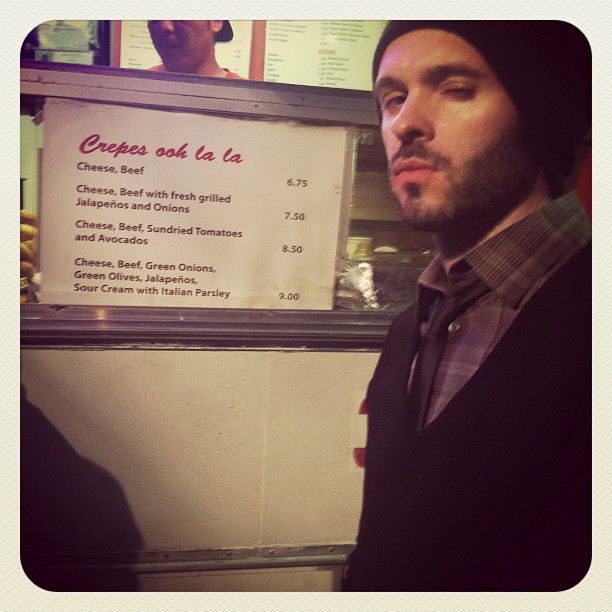 Crepes ooh la la
Cheese, Beef 6.75
Cheese, Beef with fresh grilled
Jalapeños and Onions 7.50
Cheese, Beef, Sundried Tomatoes
and Avocados 8.50
Cheese, Beef, Green Onions,
Green Olives, Jalapeños,
Sour Cream with Italian Parsley 9.00